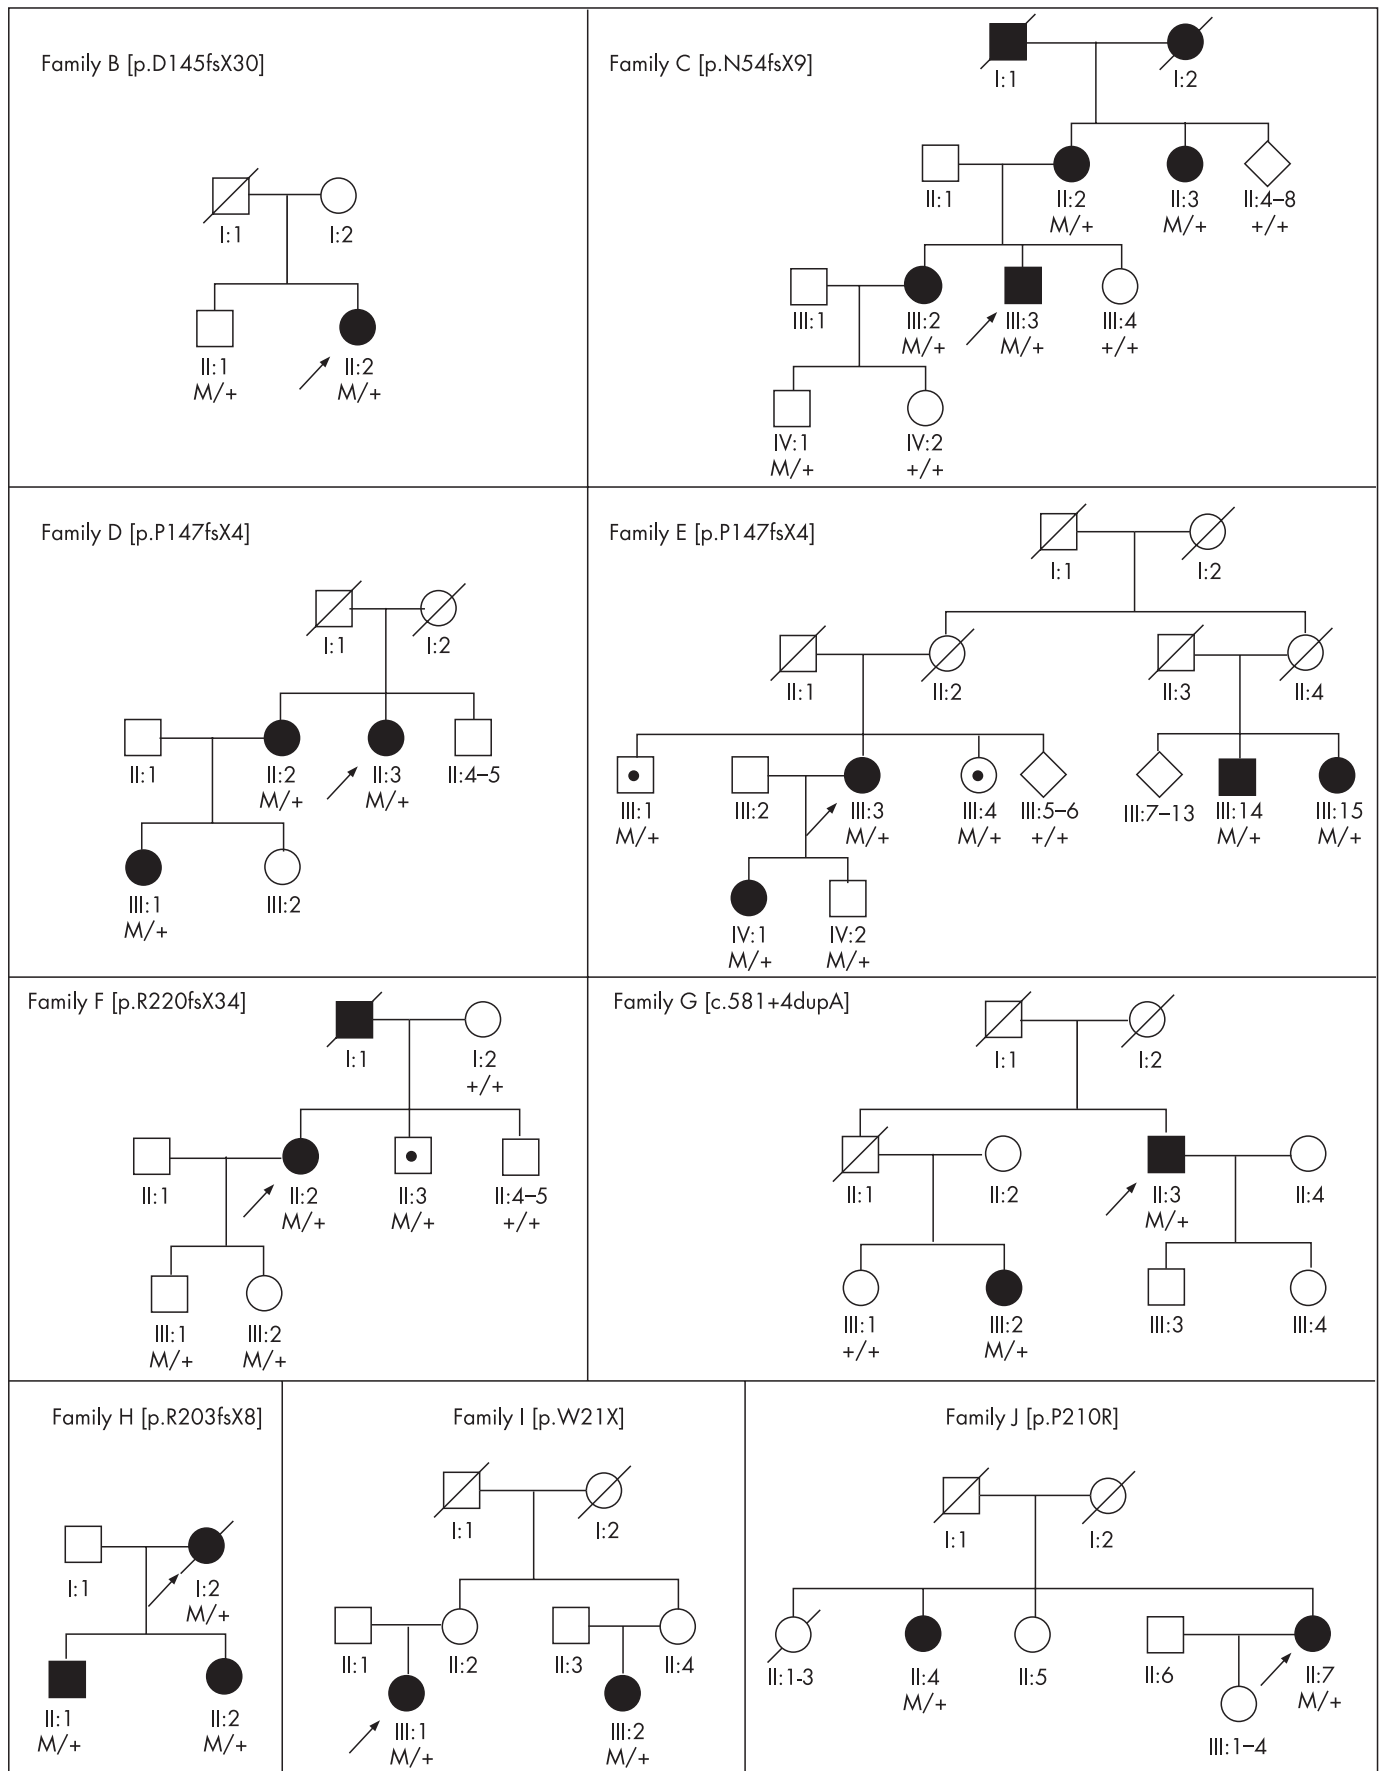 Family B [p.D145fsX30]
I:1
I:2
II:1
M/+
II:2
M/+
Family C [p.N54fsX9]
I:1
I:2
II:1
II:2
M/+
II:3
M/+
II:4–8
+/+
III:1
III:2
M/+
III:3
M/+
III:4
+/+
IV:1
M/+
IV:2
+/+
Family D [p.P147fsX4]
I:1
I:2
II:1
II:2
M/+
II:3
M/+
II:4–5
III:1
M/+
III:2
Family E [p.P147fsX4]
I:1
I:2
II:1
II:2
II:3
II:4
III:1
M/+
III:2
III:3
M/+
III:4
M/+
III:5–6
+/+
III:7–13
III:14
M/+
III:15
M/+
IV:1
M/+
IV:2
M/+
Family F [p.R220fsX34]
I:1
I:2
+/+
II:1
II:2
M/+
II:3
M/+
II:4–5
+/+
III:1
M/+
III:2
M/+
Family G [c.581+4dupA]
I:1
I:2
II:1
II:2
II:3
M/+
II:4
III:1
+/+
III:2
M/+
III:3
III:4
Family H [p.R203fsX8]
I:1
I:2
M/+
II:1
M/+
II:2
M/+
Family I [p.W21X]
I:1
I:2
II:1
II:2
II:3
II:4
III:1
M/+
III:2
M/+
Family J [p.P210R]
I:1
I:2
II:1-3
II:4
M/+
II:5
II:6
II:7
M/+
III:1–4